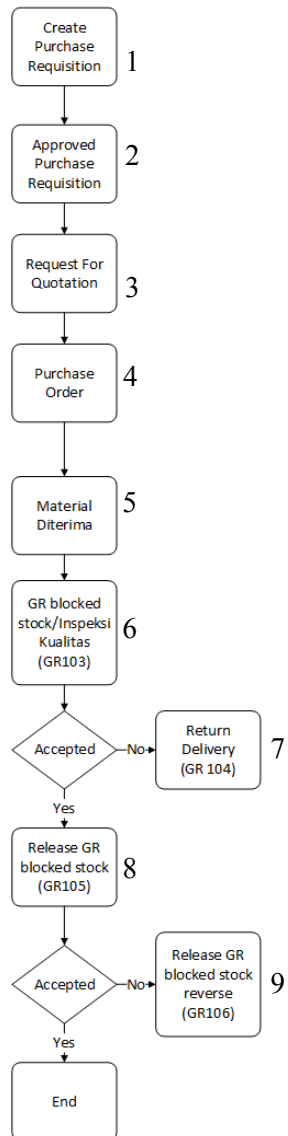 Create
Purchase
Requisition
1
Approved
Purchase
Requisition
2
Request For
Quotation
3
Purchase
Order
4
Material
Diterima
5
GR blocked
stock/Inspeksi
Kualitas
(GR103)
6
Accepted
No
Return
Delivery
(GR 104)
7
Yes
Release GR
blocked stock
(GR105)
8
Accepted
No
Release GR
blocked stock
reverse
(GR106)
9
Yes
End